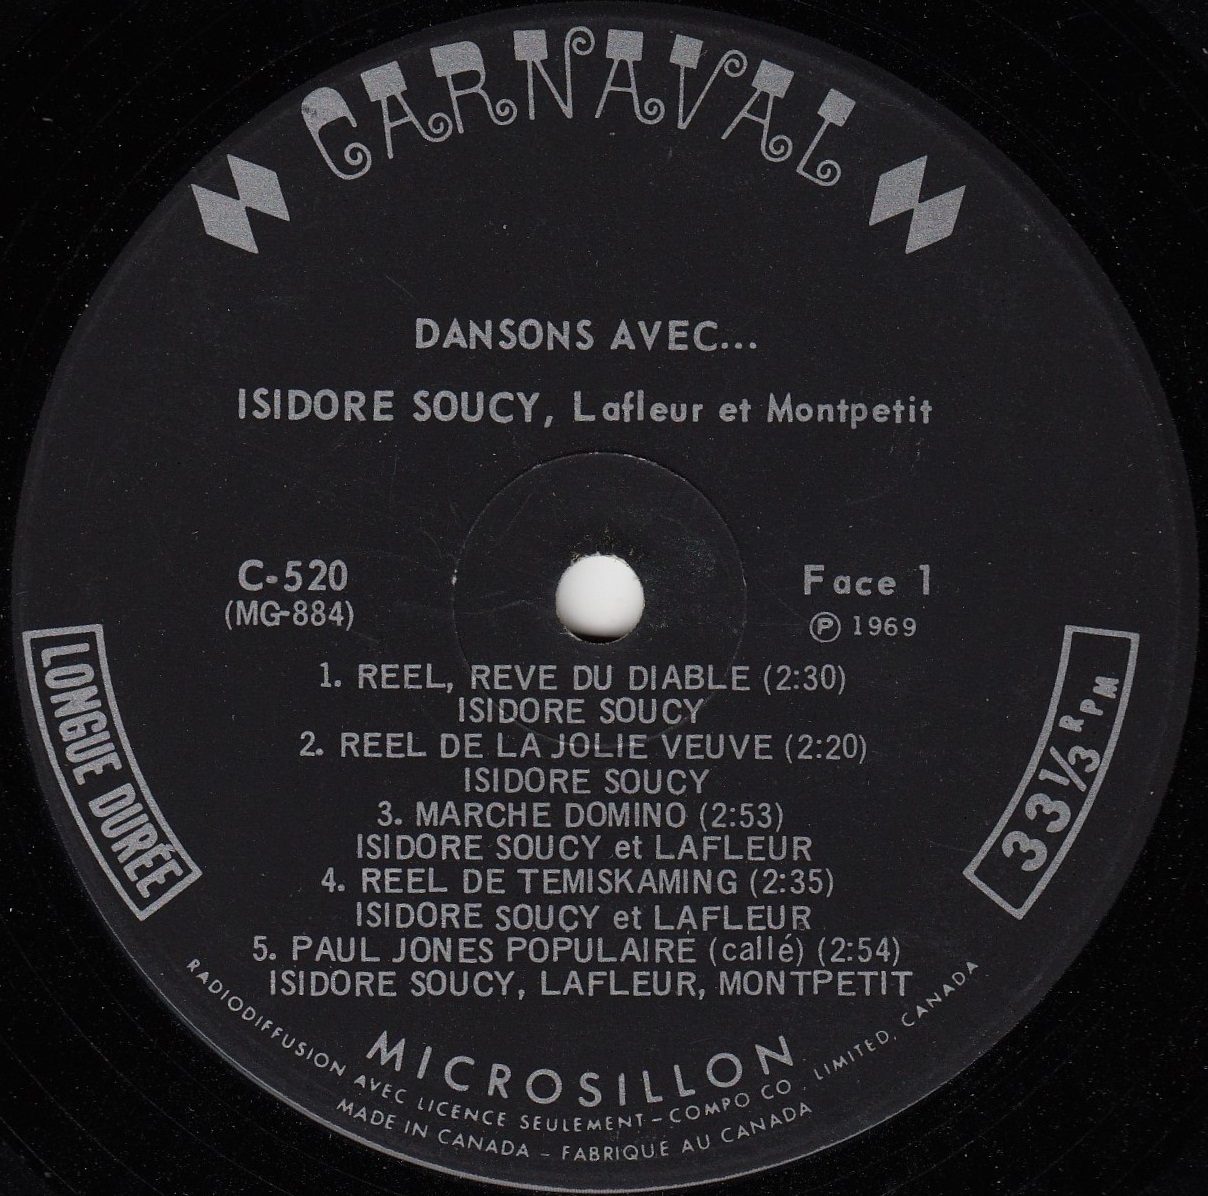 CARNAVAL
DANSONS AVEC...
ISIDORE SOUCY, Lafleur et Montpetit
C-520
(MG-884)
Face 1
Ⓟ 1969
1. REEL, REVE DU DIABLE (2:30)
ISIDORE SOUCY
2. REEL DE LA JOLIE VEUVE (2:20)
ISIDORE SOUCY
3. MARCHE DOMINO (2:53)
ISIDORE SOUCY et LAFLEUR
4. REEL DE TEMISKAMING (2:35)
ISIDORE SOUCY et LAFLEUR
5. PAUL JONES POPULAIRE (callé) (2:54)
ISIDORE SOUCY, LAFLEUR, MONTPETIT
LONGUE DURÉE
33 1/3 RPM
MICROSILLON
RADIODIFFUSION AVEC LICENCE SEULEMENT - COMPO CO. LIMITED, CANADA
MADE IN CANADA - FABRIQUE AU CANADA